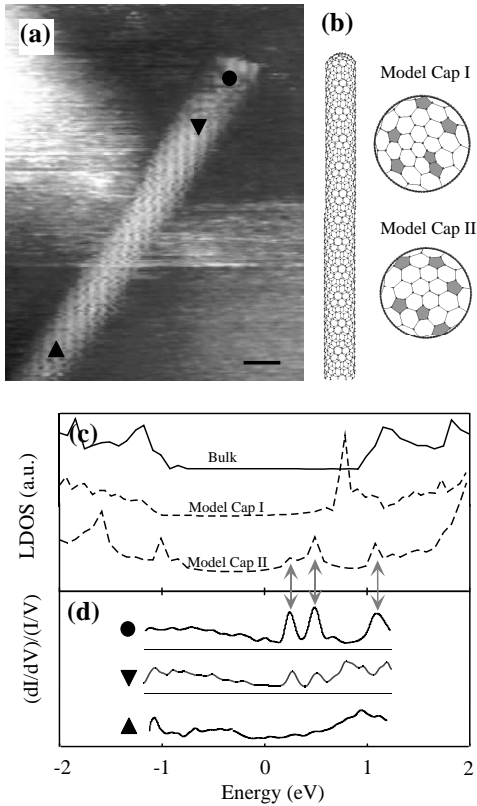 (a)
(b)
Model Cap I
Model Cap II
(c)
Bulk
Model Cap I
Model Cap II
LDOS (a.u.)
(d)
(dI/dV)/(I/V)
-2 -1 0 1 2
Energy (eV)